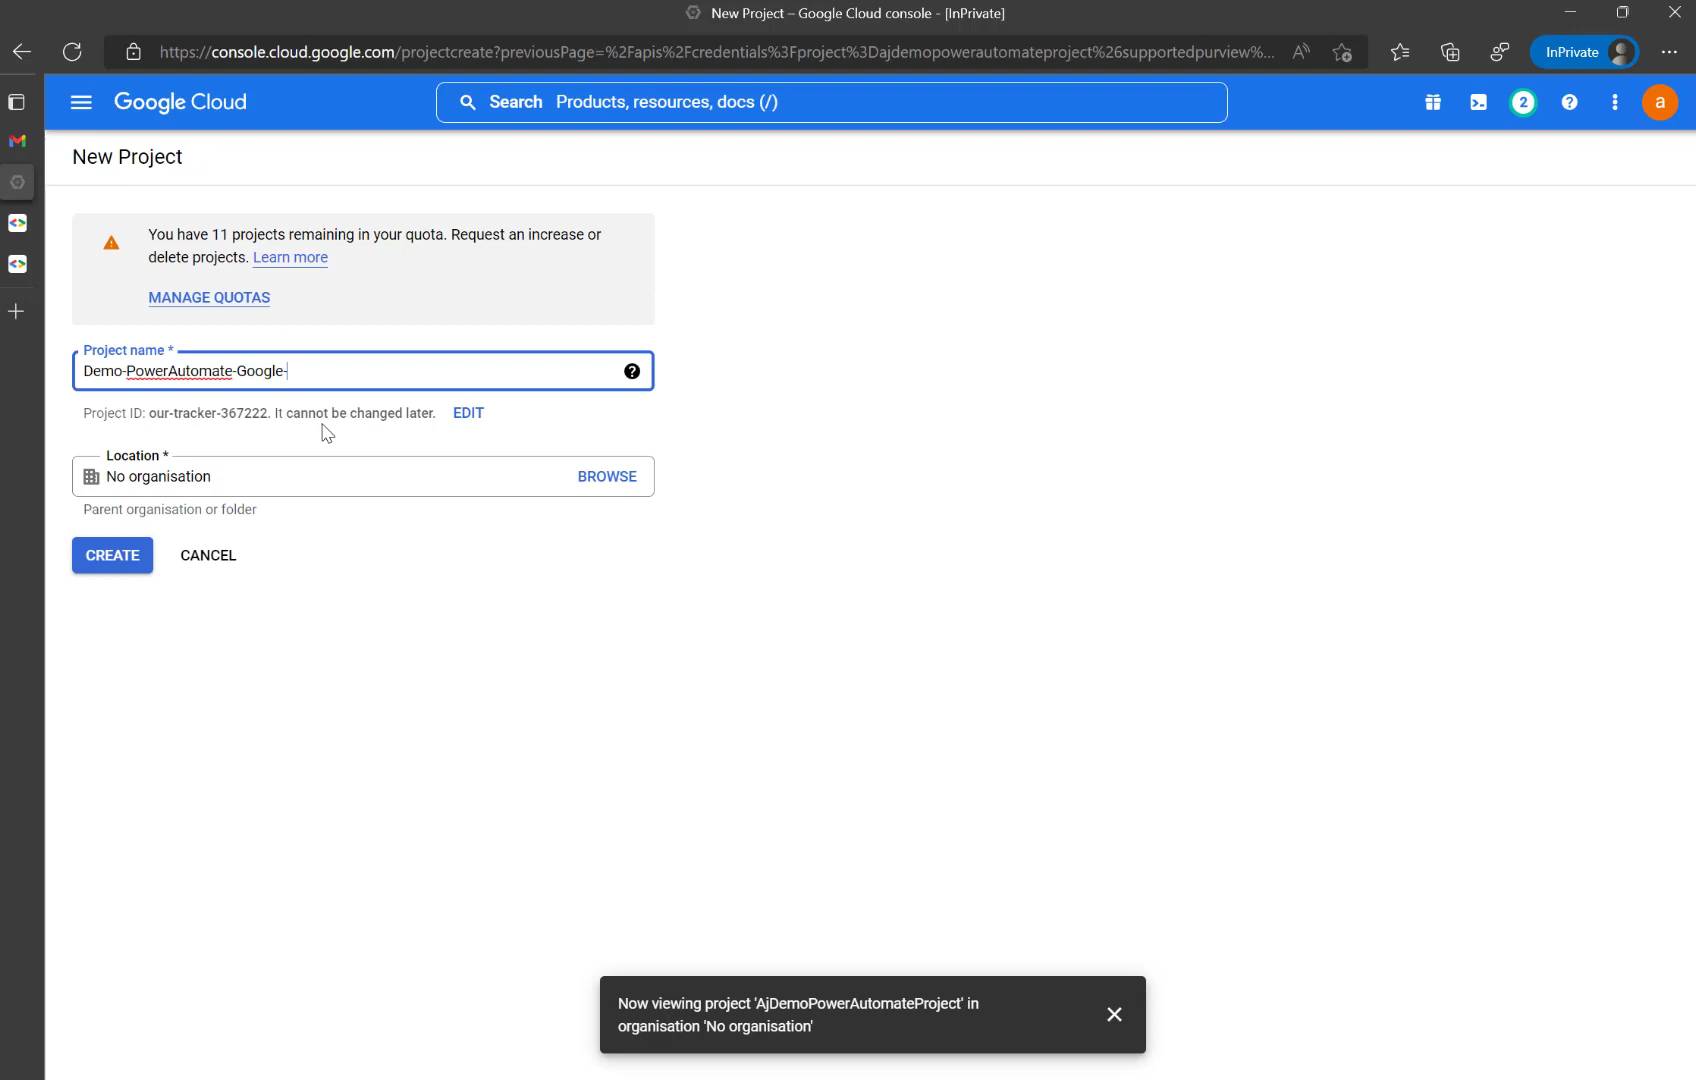 New Project – Google Cloud console - [InPrivate]
https://console.cloud.google.com/projectcreate?previousPage=%2Fapis%2Fcredentials%3Fproject%3Dajdemopowerautomateproject%26supportedpurview%...
InPrivate
Google Cloud
Search Products, resources, docs (/)
2
a
New Project
You have 11 projects remaining in your quota. Request an increase or
delete projects. Learn more
MANAGE QUOTAS
Project name *
Demo-PowerAutomate-Google-
Project ID: our-tracker-367222. It cannot be changed later. EDIT
Location *
No organisation BROWSE
Parent organisation or folder
CREATE CANCEL
Now viewing project 'AjDemoPowerAutomateProject' in
organisation 'No organisation'